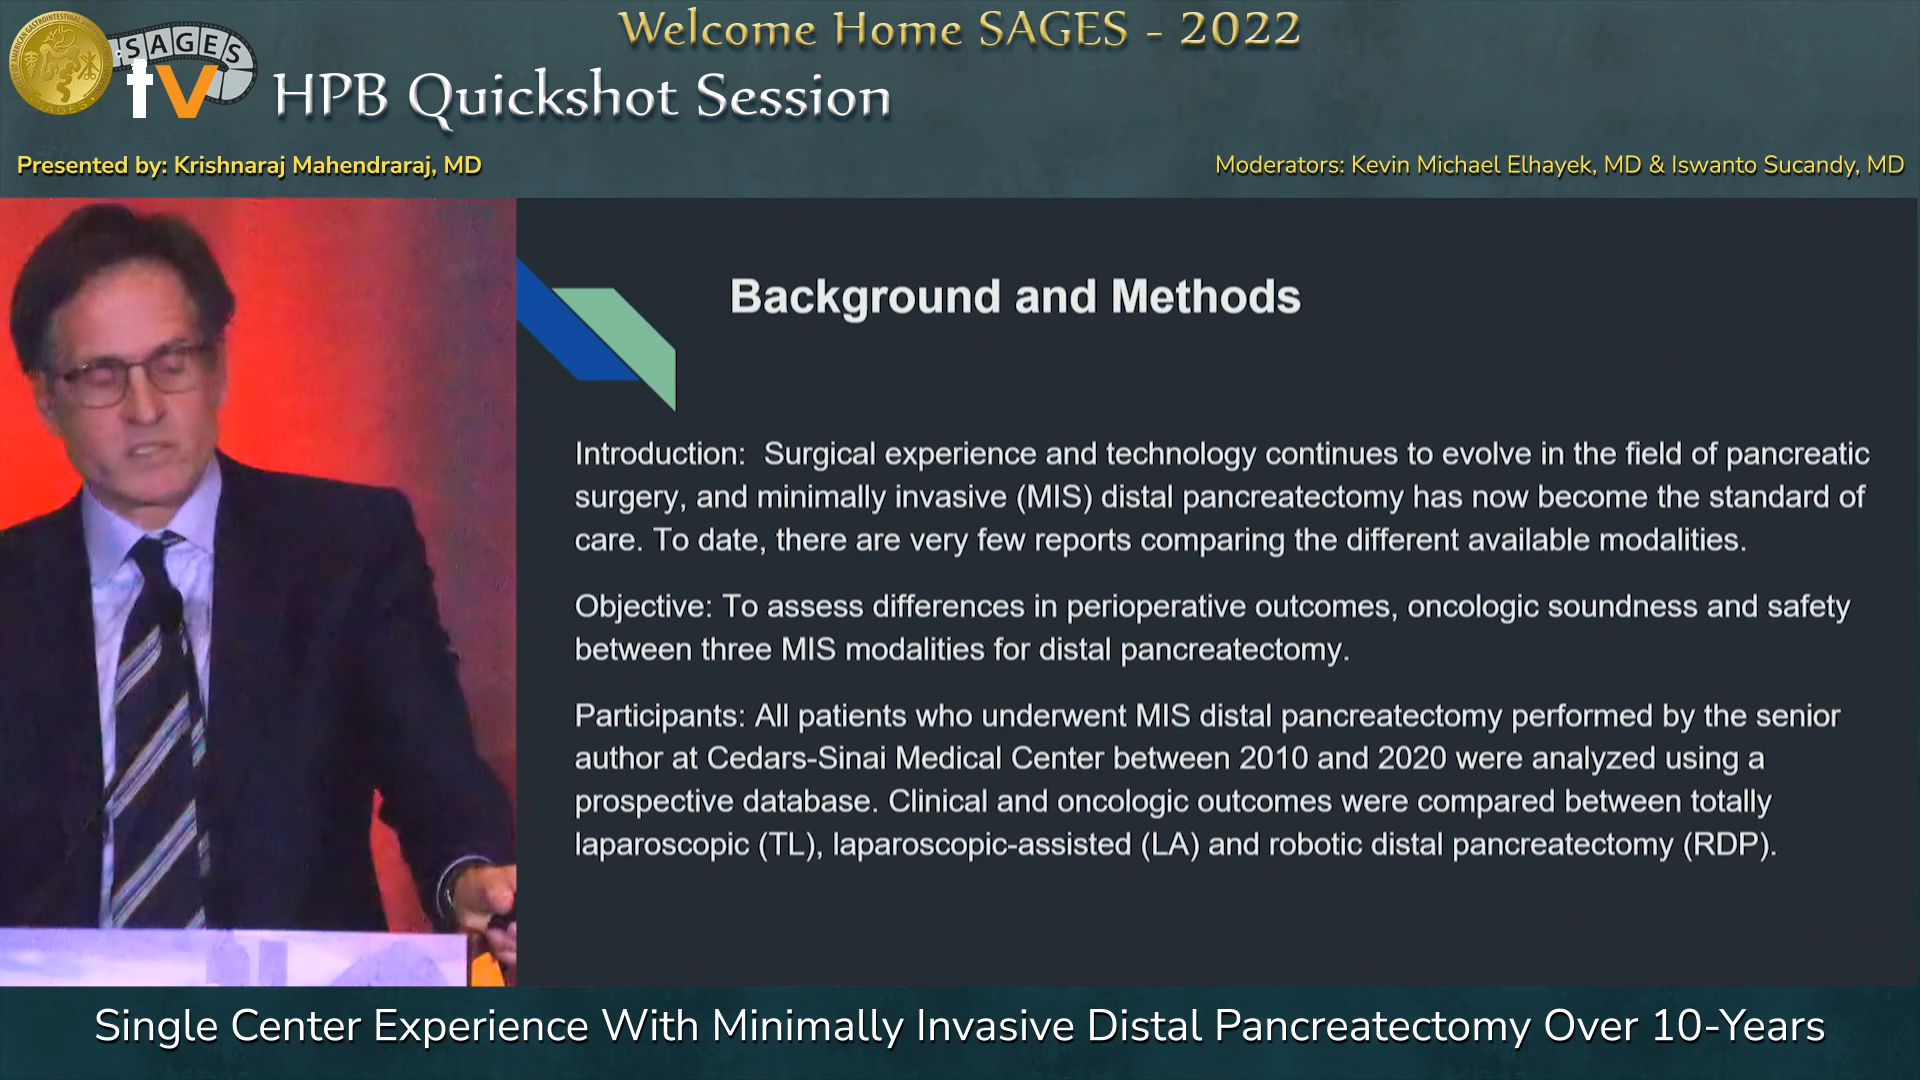 Welcome Home SAGES - 2022
SAGES
tv
HPB Quickshot Session
Presented by: Krishnaraj Mahendraraj, MD
Moderators: Kevin Michael Elhayek, MD & Iswanto Sucandy, MD
Background and Methods
Introduction: Surgical experience and technology continues to evolve in the field of pancreatic
surgery, and minimally invasive (MIS) distal pancreatectomy has now become the standard of
care. To date, there are very few reports comparing the different available modalities.
Objective: To assess differences in perioperative outcomes, oncologic soundness and safety
between three MIS modalities for distal pancreatectomy.
Participants: All patients who underwent MIS distal pancreatectomy performed by the senior
author at Cedars-Sinai Medical Center between 2010 and 2020 were analyzed using a
prospective database. Clinical and oncologic outcomes were compared between totally
laparoscopic (TL), laparoscopic-assisted (LA) and robotic distal pancreatectomy (RDP).
Single Center Experience With Minimally Invasive Distal Pancreatectomy Over 10-Years